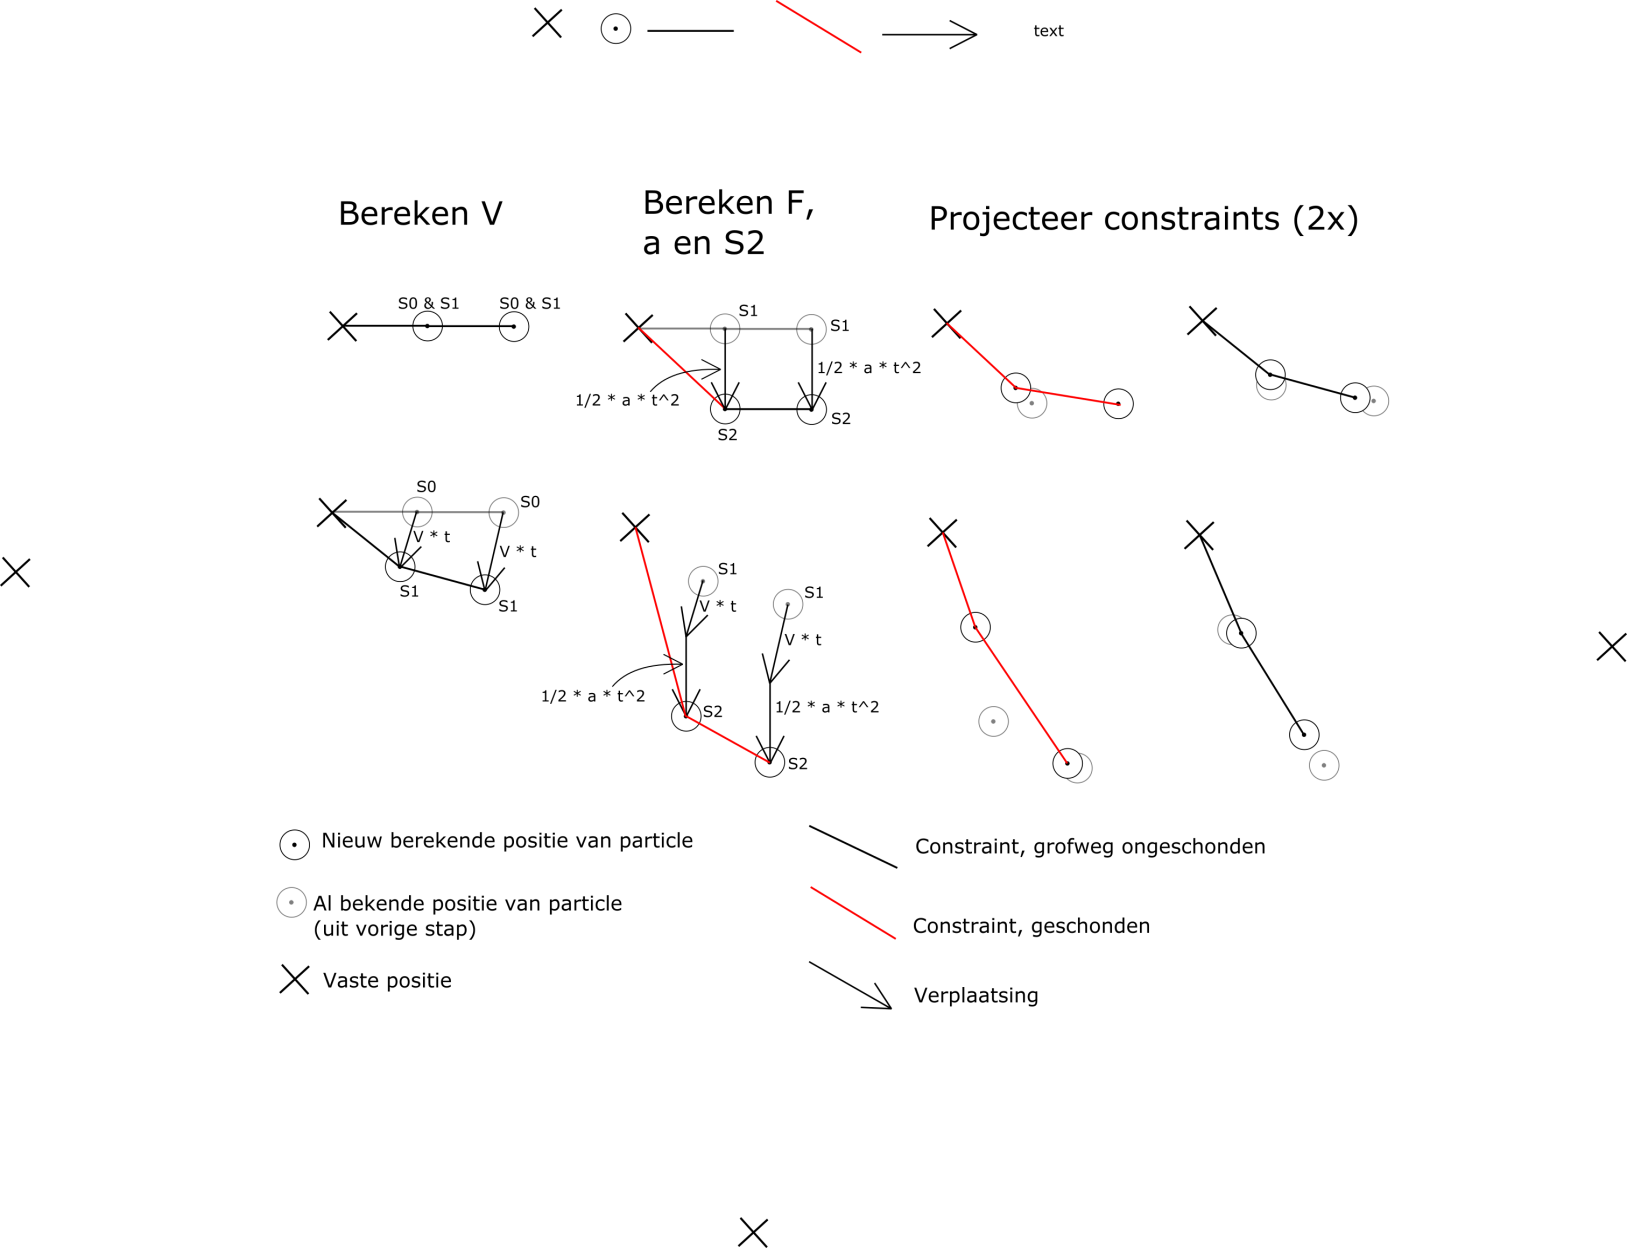 text
Bereken V
Bereken F,
a en S2
Projecteer constraints (2x)
S0 & S1
S0 & S1
S1
S1
1/2 * a * t^2
1/2 * a * t^2
S2
S2
S0
S0
V * t
V * t
S1
S1
S1
S1
V * t
V * t
1/2 * a * t^2
1/2 * a * t^2
S2
S2
Nieuw berekende positie van particle
Al bekende positie van particle
(uit vorige stap)
Vaste positie
Constraint, grofweg ongeschonden
Constraint, geschonden
Verplaatsing